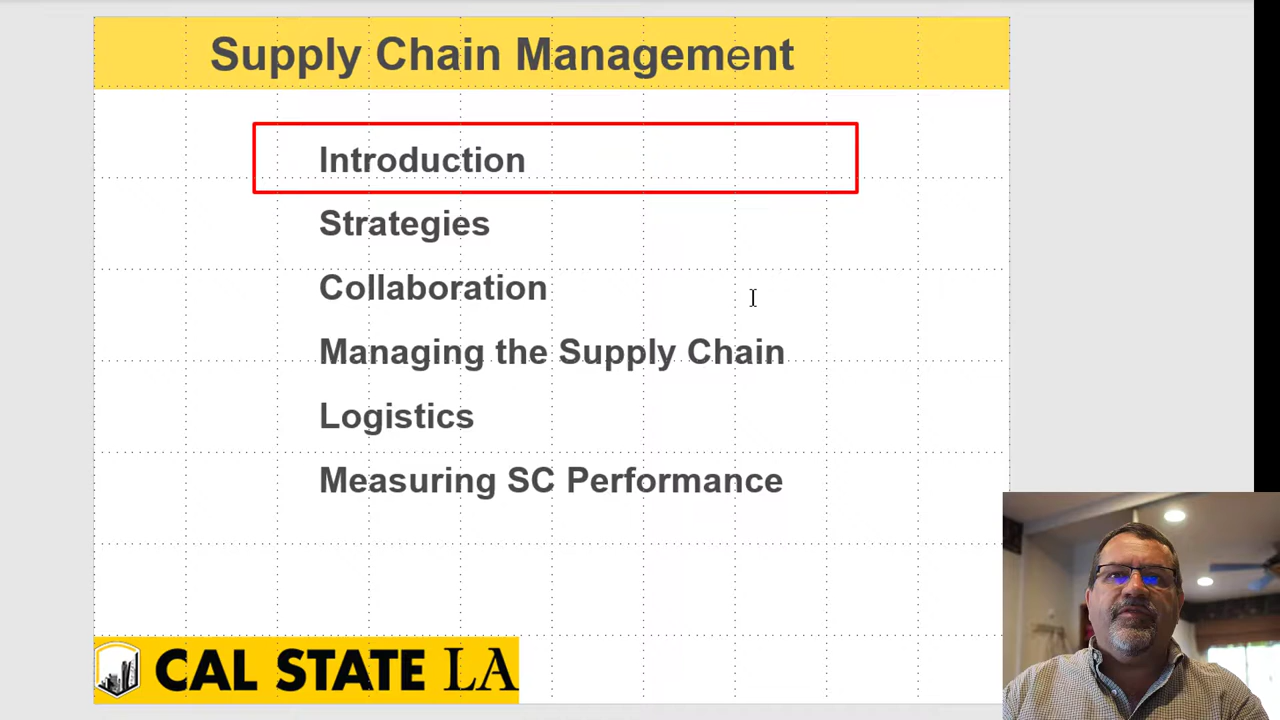 Supply Chain Management
Introduction
Strategies
Collaboration
Managing the Supply Chain
Logistics
Measuring SC Performance
CAL STATE LA